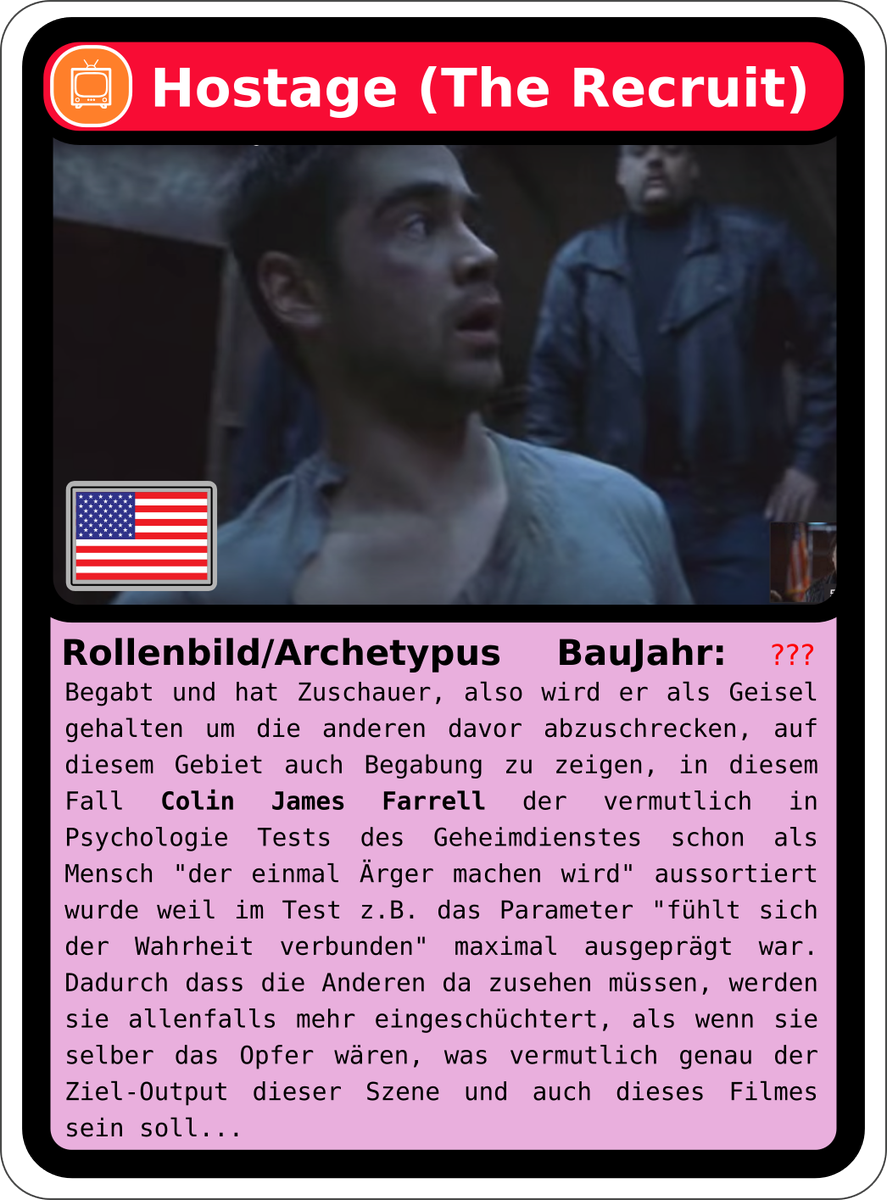 Hostage (The Recruit)
Rollenbild/Archetypus BauJahr: ???
Begabt und hat Zuschauer, also wird er als Geisel
gehalten um die anderen davor abzuschrecken, auf
diesem Gebiet auch Begabung zu zeigen, in diesem
Fall Colin James Farrell der vermutlich in
Psychologie Tests des Geheimdienstes schon als
Mensch "der einmal Ärger machen wird" aussortiert
wurde weil im Test z.B. das Parameter "fühlt sich
der Wahrheit verbunden" maximal ausgeprägt war.
Dadurch dass die Anderen da zusehen müssen, werden
sie allenfalls mehr eingeschüchtert, als wenn sie
selber das Opfer wären, was vermutlich genau der
Ziel-Output dieser Szene und auch dieses Filmes
sein soll...